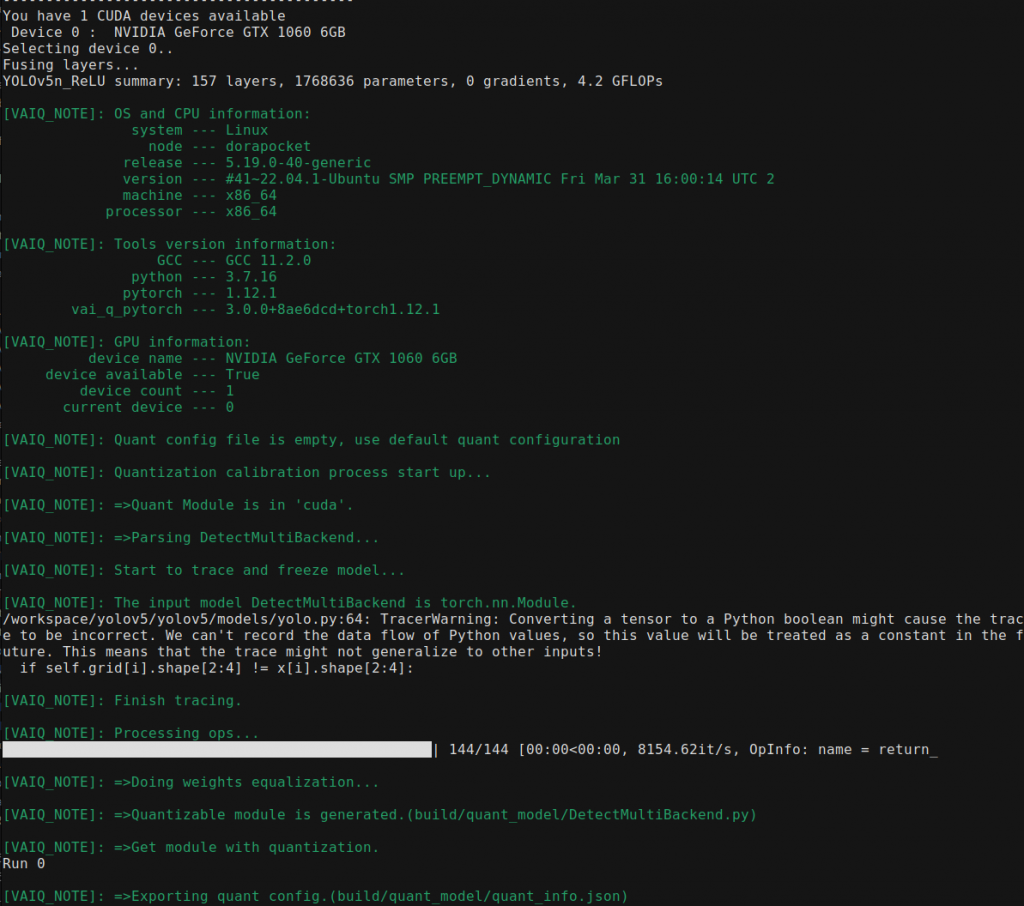 You have 1 CUDA devices available
Device 0 :  NVIDIA GeForce GTX 1060 6GB
Selecting device 0..
Fusing layers...
YOLOv5n_ReLU summary: 157 layers, 1768636 parameters, 0 gradients, 4.2 GFLOPs
[VAIQ_NOTE]: OS and CPU information:
system --- Linux
node --- dorapocket
release --- 5.19.0-40-generic
version --- #41~22.04.1-Ubuntu SMP PREEMPT_DYNAMIC Fri Mar 31 16:00:14 UTC 2
machine --- x86_64
processor --- x86_64
[VAIQ_NOTE]: Tools version information:
GCC --- GCC 11.2.0
python --- 3.7.16
pytorch --- 1.12.1
vai_q_pytorch --- 3.0.0+8ae6dcd+torch1.12.1
[VAIQ_NOTE]: GPU information:
device name --- NVIDIA GeForce GTX 1060 6GB
device available --- True
device count --- 1
current device --- 0
[VAIQ_NOTE]: Quant config file is empty, use default quant configuration
[VAIQ_NOTE]: Quantization calibration process start up...
[VAIQ_NOTE]: =>Quant Module is in 'cuda'.
[VAIQ_NOTE]: =>Parsing DetectMultiBackend...
[VAIQ_NOTE]: Start to trace and freeze model...
[VAIQ_NOTE]: The input model DetectMultiBackend is torch.nn.Module.
/workspace/yolov5/yolov5/models/yolo.py:64: TracerWarning: Converting a tensor to a Python boolean might cause the trac
e to be incorrect. We can't record the data flow of Python values, so this value will be treated as a constant in the f
uture. This means that the trace might not generalize to other inputs!
if self.grid[i].shape[2:4] != x[i].shape[2:4]:
[VAIQ_NOTE]: Finish tracing.
[VAIQ_NOTE]: Processing ops...
| 144/144 [00:00<00:00, 8154.62it/s, OpInfo: name = return_
[VAIQ_NOTE]: =>Doing weights equalization...
[VAIQ_NOTE]: =>Quantizable module is generated.(build/quant_model/DetectMultiBackend.py)
[VAIQ_NOTE]: =>Get module with quantization.
Run 0
[VAIQ_NOTE]: =>Exporting quant config.(build/quant_model/quant_info.json)